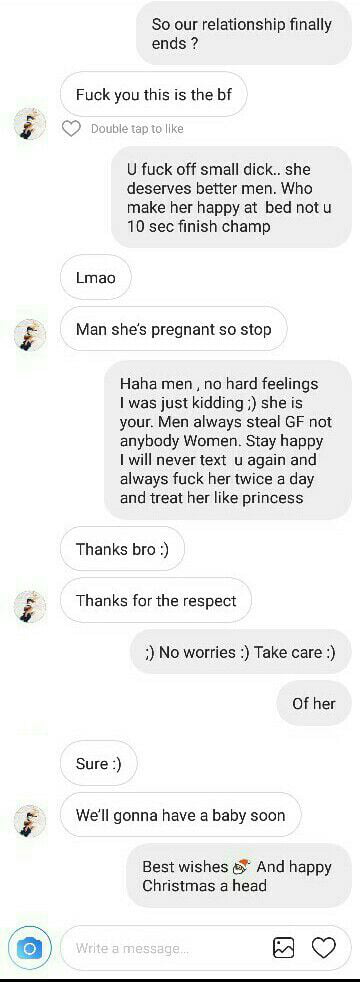 So our relationship finally
ends ?
Fuck you this is the bf
Double tap to like
U fuck off small dick.. she
deserves better men. Who
make her happy at bed not u
10 sec finish champ
Lmao
Man she's pregnant so stop
Haha men , no hard feelings
I was just kidding ;) she is
your. Men always steal GF not
anybody Women. Stay happy
I will never text u again and
always fuck her twice a day
and treat her like princess
Thanks bro :)
Thanks for the respect
;) No worries :) Take care :)
Of her
Sure :)
We'll gonna have a baby soon
Best wishes 🎅 And happy
Christmas a head
Write a message...